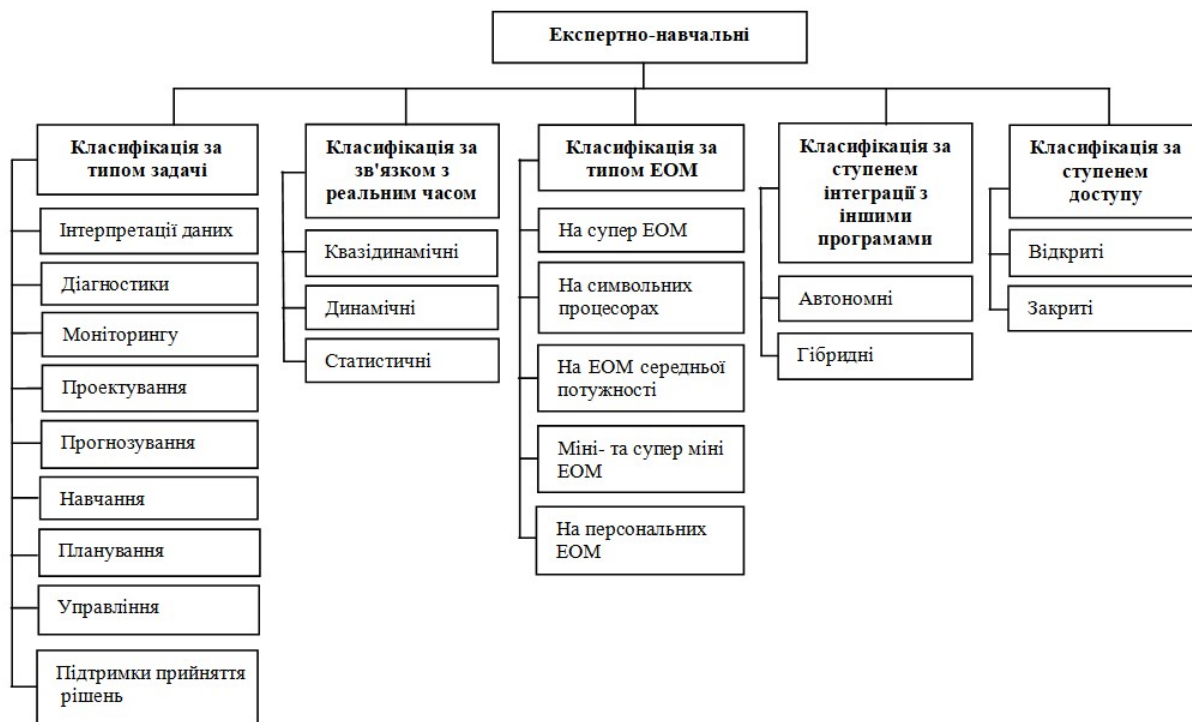 Експертно-навчальні
Класифікація за
типом задачі
Інтерпретації даних
Діагностики
Моніторингу
Проектування
Прогнозування
Навчання
Планування
Управління
Підтримки прийняття
рішень
Класифікація за
зв'язком з
реальним часом
Квазідинамічні
Динамічні
Статистичні
Класифікація за
типом ЕОМ
На супер ЕОМ
На символьних
процесорах
На ЕОМ середньої
потужності
Міні- та супер міні
ЕОМ
На персональних
ЕОМ
Класифікація за
ступенем
інтеграції з
іншими
програмами
Автономні
Гібридні
Класифікація за
ступенем
доступу
Відкриті
Закриті